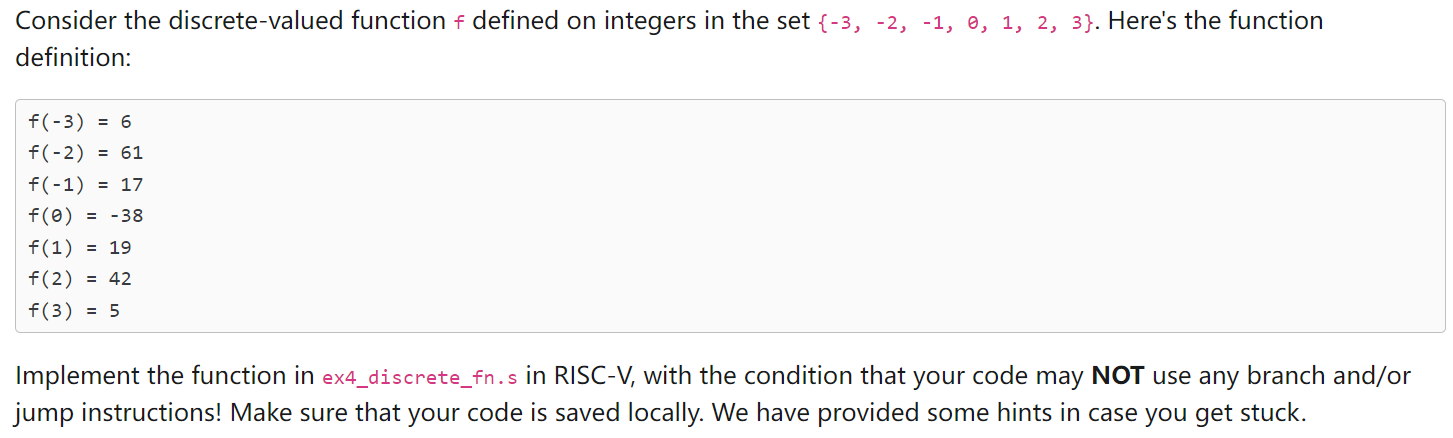 Consider the discrete-valued function f defined on integers in the set {-3, -2, -1, 0, 1, 2, 3}. Here's the function
definition:
f(-3) = 6
f(-2) = 61
f(-1) = 17
f(0) = -38
f(1) = 19
f(2) = 42
f(3) = 5
Implement the function in ex4_discrete_fn.s in RISC-V, with the condition that your code may NOT use any branch and/or
jump instructions! Make sure that your code is saved locally. We have provided some hints in case you get stuck.